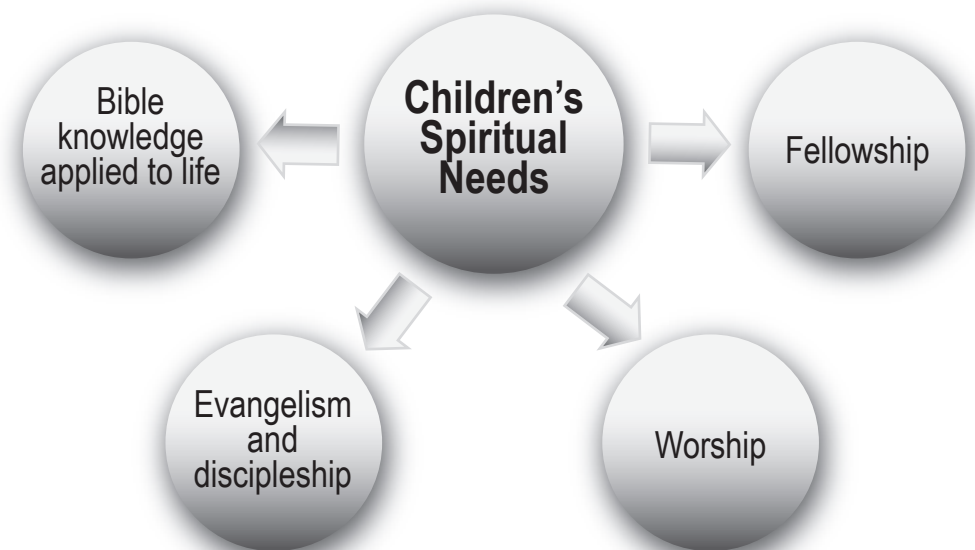 Children’s
Spiritual
Needs
Bible
knowledge
applied to life
Fellowship
Evangelism
and
discipleship
Worship